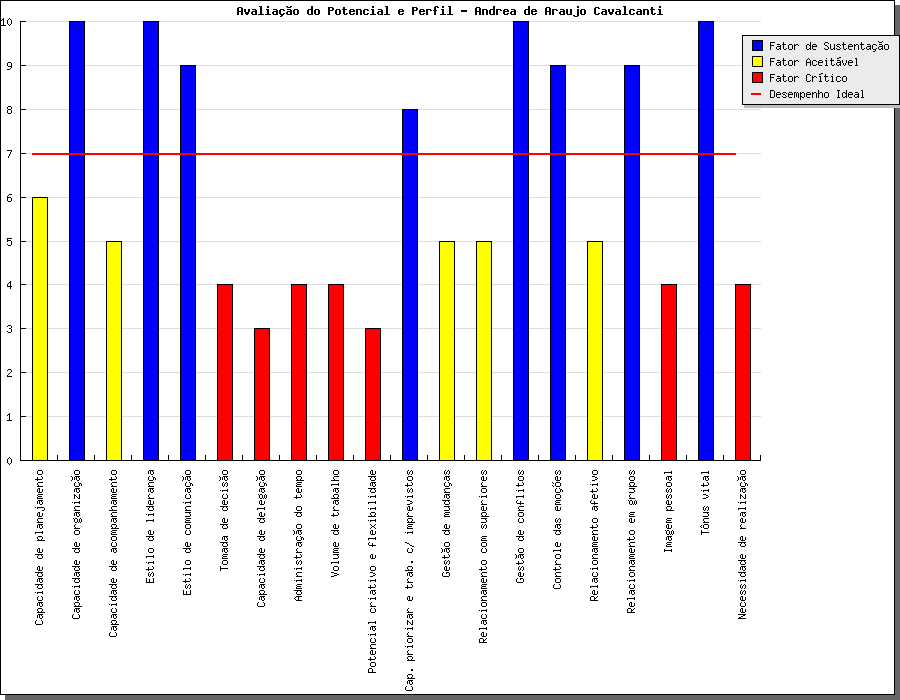 Avaliação do Potencial e Perfil - Andrea de Araujo Cavalcanti
Fator de Sustentação
Fator Aceitável
Fator Crítico
Desempenho Ideal
10
9
8
7
6
5
4
3
2
1
0
Capacidade de planejamento
Capacidade de organização
Capacidade de acompanhamento
Estilo de liderança
Estilo de comunicação
Tomada de decisão
Capacidade de delegação
Administração do tempo
Volume de trabalho
Potencial criativo e flexibilidade
Cap. priorizar e trab. c/ imprevistos
Gestão de mudanças
Relacionamento com superiores
Gestão de conflitos
Controle das emoções
Relacionamento afetivo
Relacionamento em grupos
Imagem pessoal
Tônus vital
Necessidade de realização